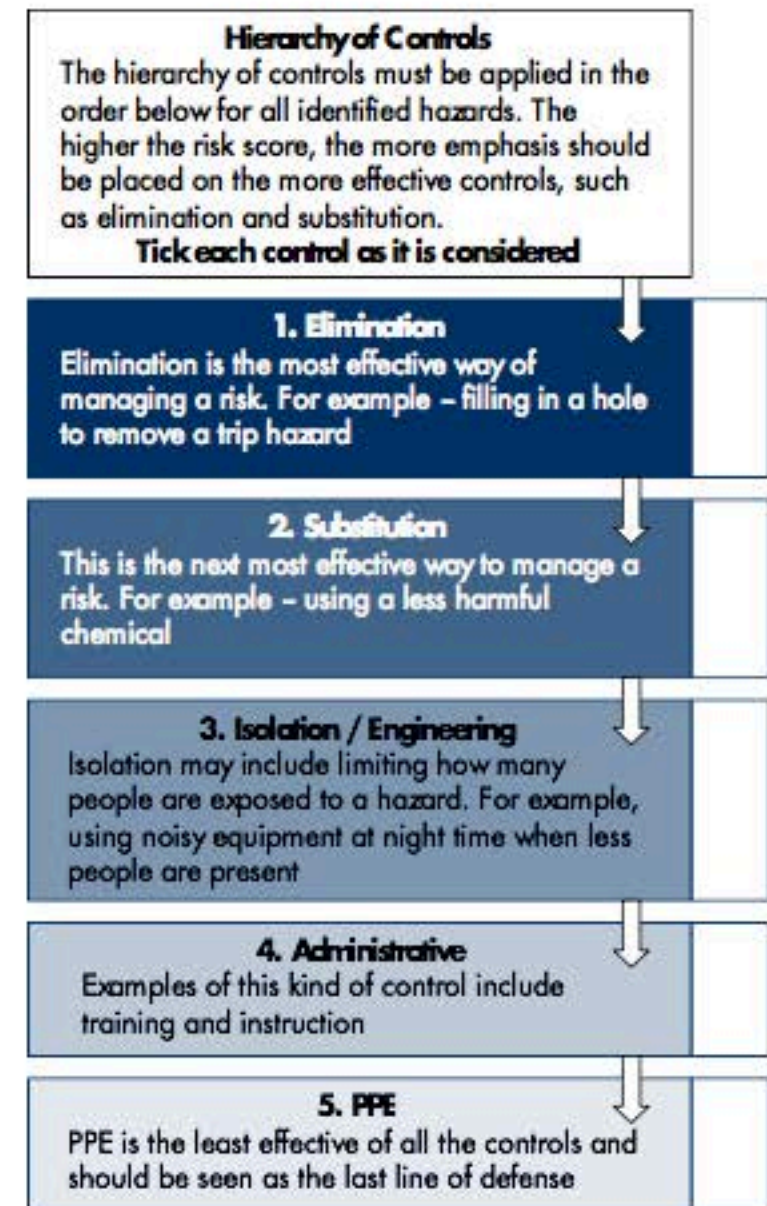 Hierarchy of Controls
The hierarchy of controls must be applied in the
order below for all identified hazards. The
higher the risk score, the more emphasis should
be placed on the more effective controls, such
as elimination and substitution.
Tick each control as it is considered
1. Elimination
Elimination is the most effective way of
managing a risk. For example – filling in a hole
to remove a trip hazard
2. Substitution
This is the next most effective way to manage a
risk. For example – using a less harmful
chemical
3. Isolation / Engineering
Isolation may include limiting how many
people are exposed to a hazard. For example,
using noisy equipment at night time when less
people are present
4. Administrative
Examples of this kind of control include
training and instruction
5. PPE
PPE is the least effective of all the controls and
should be seen as the last line of defense